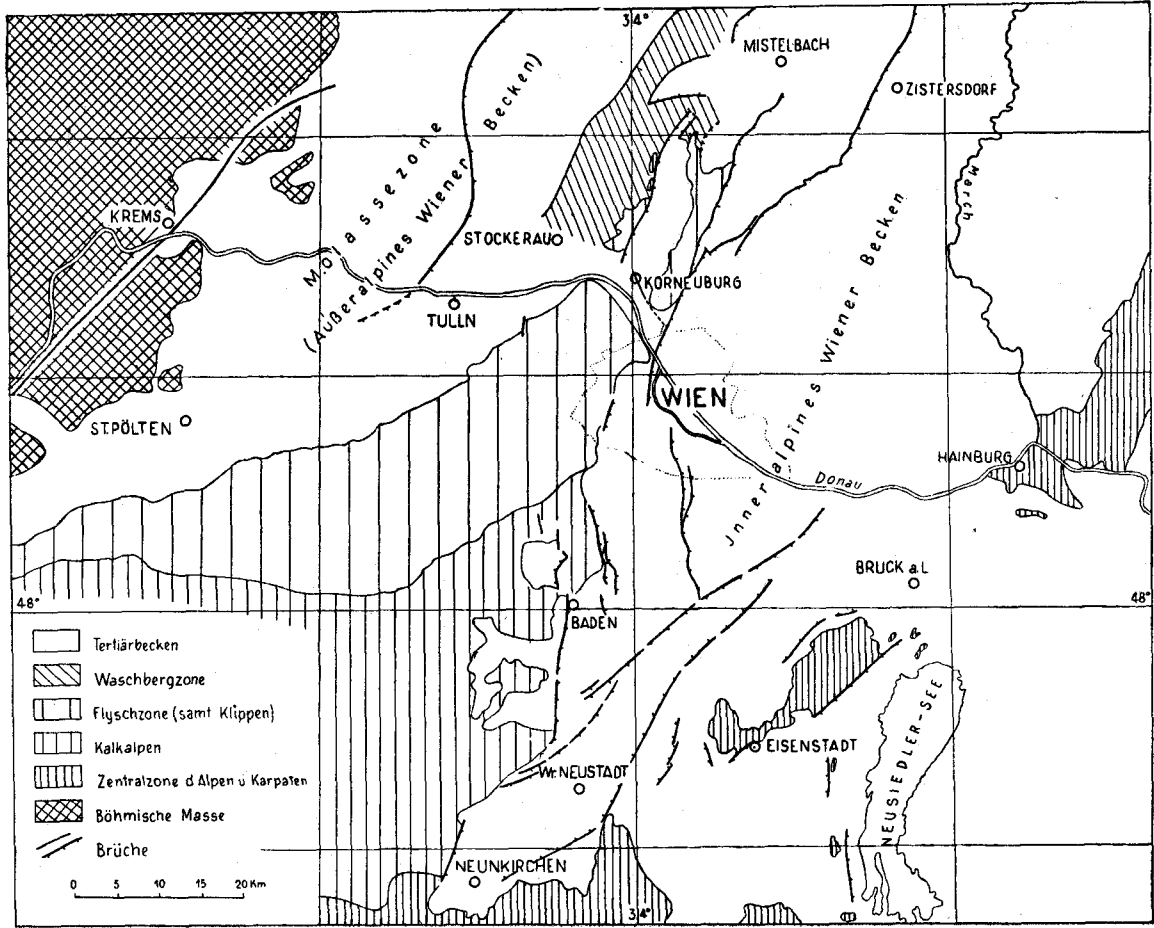 34°
MISTELBACH
ZISTERSDORF
Molassezone
(Außeralpines Wiener Becken)
March
KREMS
STOCKERAU
KORNEUBURG
TULLN
Jnneralpines Wiener Becken
WIEN
ST.PÖLTEN
HAINBURG
Donau
BRUCK a.L
48°
48°
BADEN
Tertiärbecken
Waschbergzone
Flyschzone (samt Klippen)
Kalkalpen
Zentralzone d Alpen u Karpaten
Böhmische Masse
Brüche
0 5 10 15 20 Km
EISENSTADT
NEUSIEDLER-SEE
Wr. NEUSTADT
NEUNKIRCHEN
34°